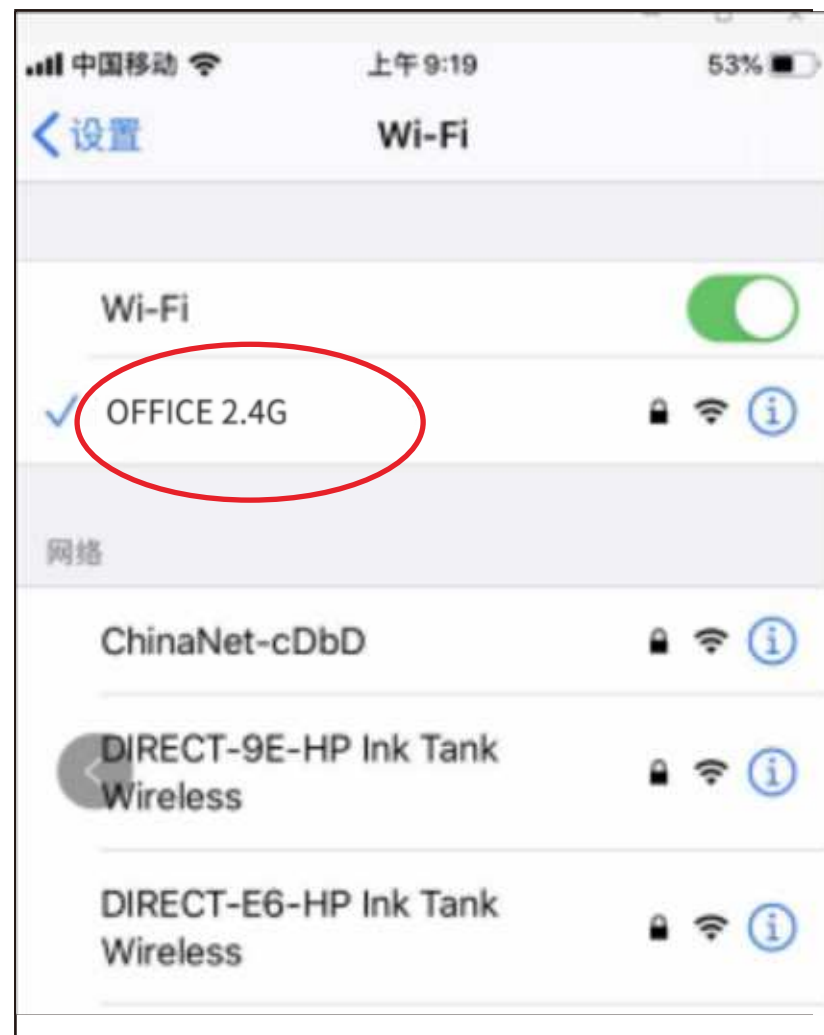 中国移动 上午9:19 53%
设置 Wi-Fi
Wi-Fi
OFFICE 2.4G
网络
ChinaNet-cDbD
DIRECT-9E-HP Ink Tank
Wireless
DIRECT-E6-HP Ink Tank
Wireless